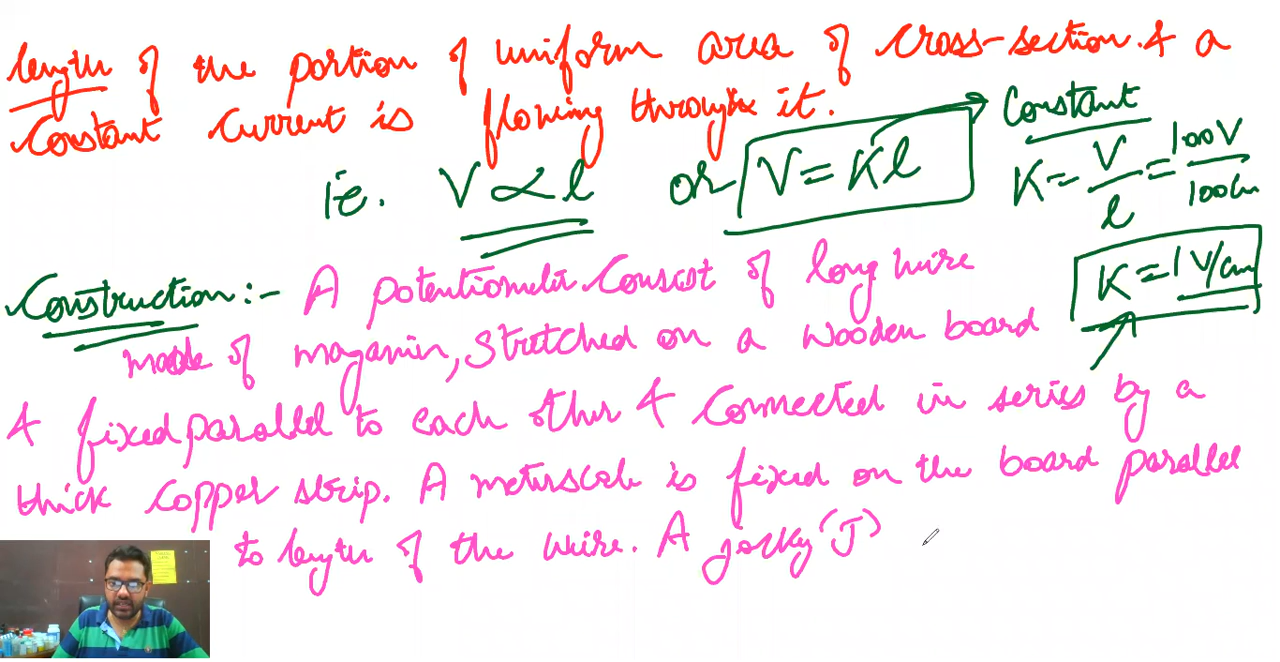 length of the portion of uniform area of cross-section & a
constant current is flowing through it.
Constant
ie. V ∝ l or V = Kl
K = V/l = 100V/100cm
K = 1 V/cm
Construction:- A potentiometer consist of long wire
made of maganin, stretched on a wooden board
& fixed parallel to each other & connected in series by a
thick copper strip. A meterscale is fixed on the board parallel
to length of the wire. A jockey (J)